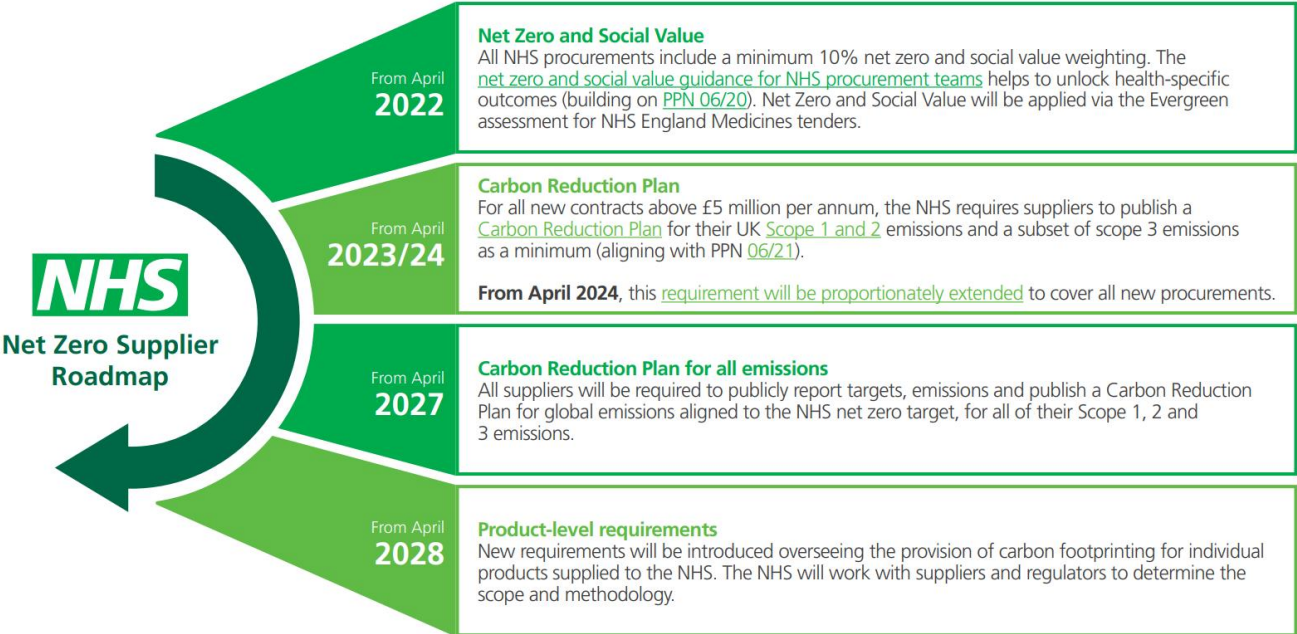 From April
2022
Net Zero and Social Value
All NHS procurements include a minimum 10% net zero and social value weighting. The
net zero and social value guidance for NHS procurement teams helps to unlock health-specific
outcomes (building on PPN 06/20). Net Zero and Social Value will be applied via the Evergreen
assessment for NHS England Medicines tenders.
From April
2023/24
Carbon Reduction Plan
For all new contracts above £5 million per annum, the NHS requires suppliers to publish a
Carbon Reduction Plan for their UK Scope 1 and 2 emissions and a subset of scope 3 emissions
as a minimum (aligning with PPN 06/21).
From April 2024, this requirement will be proportionately extended to cover all new procurements.
NHS
Net Zero Supplier
Roadmap
From April
2027
Carbon Reduction Plan for all emissions
All suppliers will be required to publicly report targets, emissions and publish a Carbon Reduction
Plan for global emissions aligned to the NHS net zero target, for all of their Scope 1, 2 and
3 emissions.
From April
2028
Product-level requirements
New requirements will be introduced overseeing the provision of carbon footprinting for individual
products supplied to the NHS. The NHS will work with suppliers and regulators to determine the
scope and methodology.